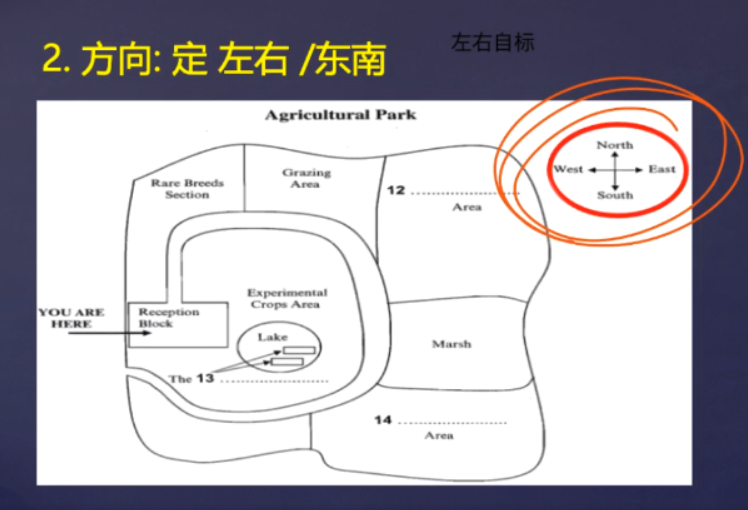 2. 方向: 定 左右 /东南
左右自标
Agricultural Park
North
West
East
South
Rare Breeds
Section
Grazing
Area
12 ....................
Area
YOU ARE
HERE
Reception
Block
Experimental
Crops Area
Lake
The 13 ....................
Marsh
14 ....................
Area